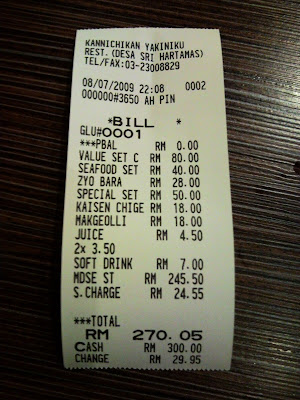 KANNICHIKAN YAKINIKU
REST. (DESA SRI HARTAMAS)
TEL/FAX:03-23008829
08/07/2009 22:08 0002
000000#3650 AH PIN
*BILL *
GLU#0001
***PBAL RM 0.00
VALUE SET C RM 80.00
SEAFOOD SET RM 40.00
ZYO BARA RM 28.00
SPECIAL SET RM 50.00
KAISEN CHIGE RM 18.00
MAKGEOLLI RM 18.00
JUICE RM 4.50
2x 3.50
SOFT DRINK RM 7.00
MDSE ST RM 245.50
S.CHARGE RM 24.55
***TOTAL
RM 270.05
CASH RM 300.00
CHANGE RM 29.95